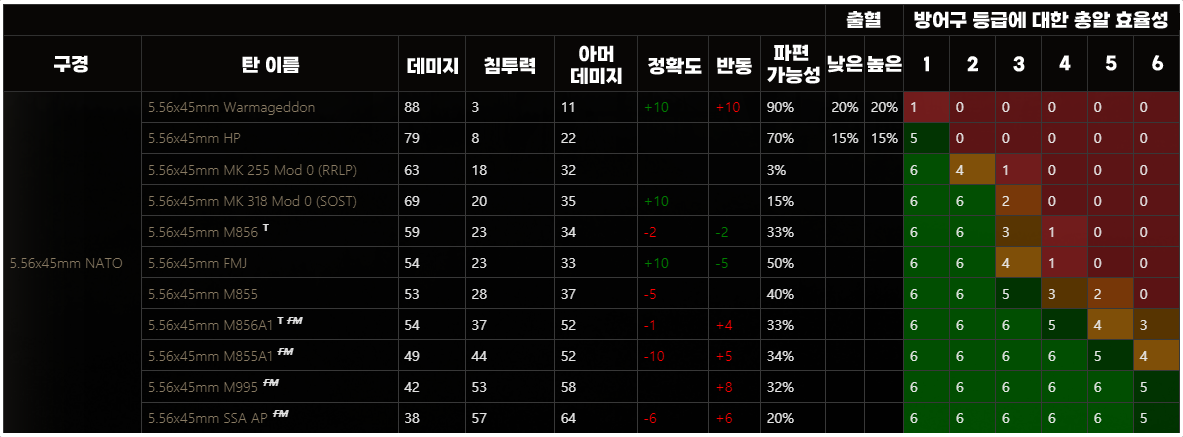 출혈 방어구 등급에 대한 총알 효율성
구경 탄 이름 데미지 침투력 아머 데미지 정확도 반동 파편 가능성 낮은 높은 1 2 3 4 5 6
5.56x45mm Warmageddon 88 3 11 +10 +10 90% 20% 20% 1 0 0 0 0 0
5.56x45mm HP 79 8 22 70% 15% 15% 5 0 0 0 0 0
5.56x45mm MK 255 Mod 0 (RRLP) 63 18 32 3% 6 4 1 0 0 0
5.56x45mm MK 318 Mod 0 (SOST) 69 20 35 +10 15% 6 6 2 0 0 0
5.56x45mm M856 T 59 23 34 -2 -2 33% 6 6 3 1 0 0
5.56x45mm NATO 5.56x45mm FMJ 54 23 33 +10 -5 50% 6 6 4 1 0 0
5.56x45mm M855 53 28 37 -5 40% 6 6 5 3 2 0
5.56x45mm M856A1 T FM 54 37 52 -1 +4 33% 6 6 6 5 4 3
5.56x45mm M855A1 FM 49 44 52 -10 +5 34% 6 6 6 6 5 4
5.56x45mm M995 FM 42 53 58 +8 32% 6 6 6 6 6 5
5.56x45mm SSA AP FM 38 57 64 -6 +6 20% 6 6 6 6 6 5